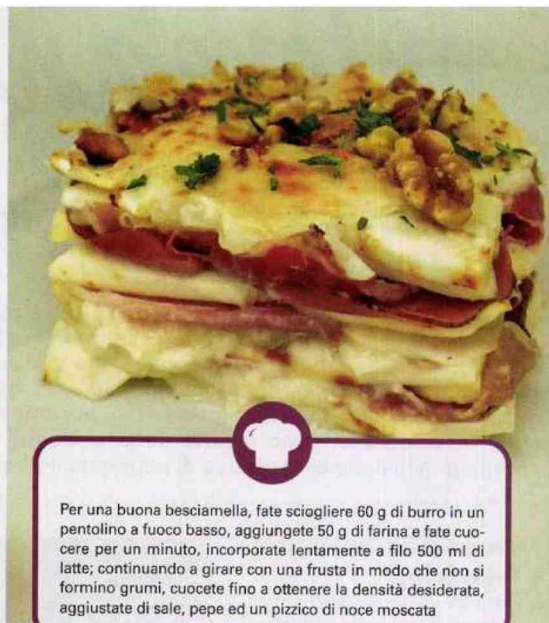 Per una buona besciamella, fate sciogliere 60 g di burro in un
pentolino a fuoco basso, aggiungete 50 g di farina e fate cuo-
cere per un minuto, incorporate lentamente a filo 500 ml di
latte; continuando a girare con una frusta in modo che non si
formino grumi, cuocete fino a ottenere la densità desiderata,
aggiustate di sale, pepe ed un pizzico di noce moscata